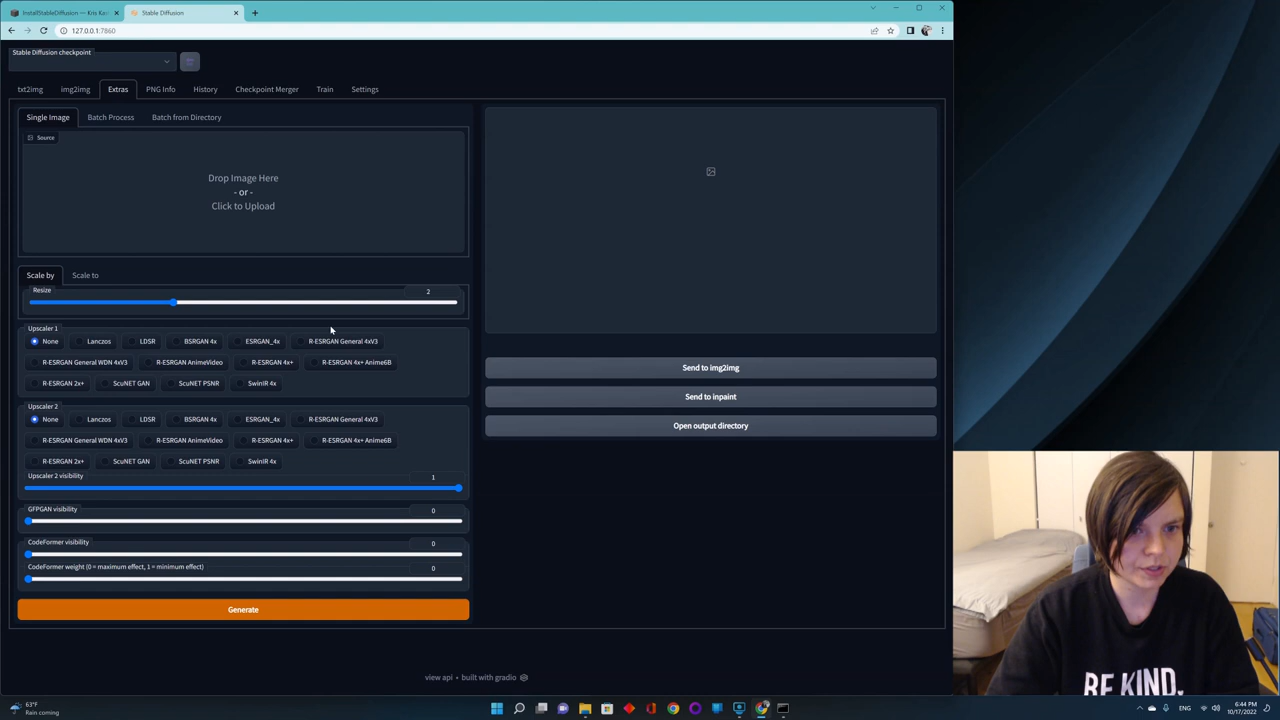 InstallStableDiffusion — Kris Ka
Stable Diffusion
127.0.0.1:7860
Stable Diffusion checkpoint
txt2img
img2img
Extras
PNG Info
History
Checkpoint Merger
Train
Settings
Single Image
Batch Process
Batch from Directory
Source
Drop Image Here
- or -
Click to Upload
Scale by
Scale to
Resize
2
Upscaler 1
None
Lanczos
LDSR
BSRGAN 4x
ESRGAN_4x
R-ESRGAN General 4xV3
R-ESRGAN General WDN 4xV3
R-ESRGAN AnimeVideo
R-ESRGAN 4x+
R-ESRGAN 4x+ Anime6B
R-ESRGAN 2x+
ScuNET GAN
ScuNET PSNR
SwinIR 4x
Upscaler 2
None
Lanczos
LDSR
BSRGAN 4x
ESRGAN_4x
R-ESRGAN General 4xV3
R-ESRGAN General WDN 4xV3
R-ESRGAN AnimeVideo
R-ESRGAN 4x+
R-ESRGAN 4x+ Anime6B
R-ESRGAN 2x+
ScuNET GAN
ScuNET PSNR
SwinIR 4x
Upscaler 2 visibility
1
GFPGAN visibility
0
CodeFormer visibility
0
CodeFormer weight (0 = maximum effect, 1 = minimum effect)
0
Generate
Send to img2img
Send to inpaint
Open output directory
view api • built with gradio
BE KIND.
63°F
Rain coming
ENG
6:44 PM
10/17/2022